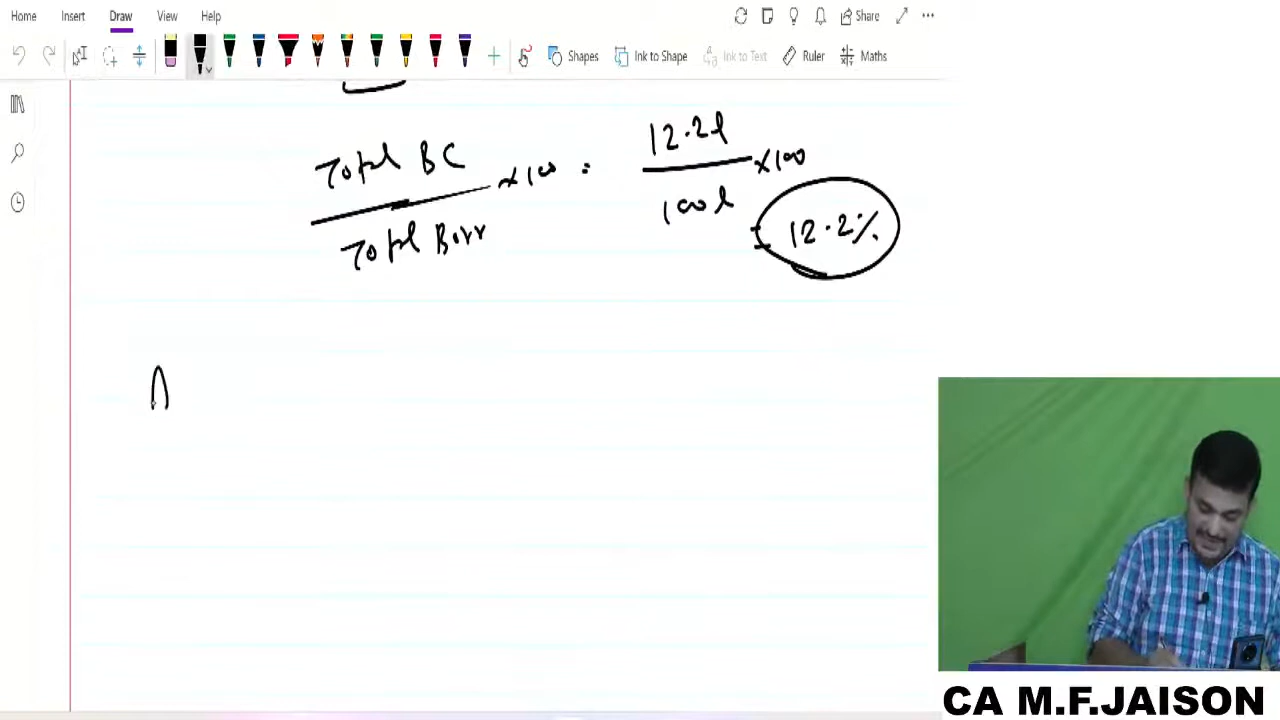 Home Insert Draw View Help Share
Shapes Ink to Shape Ink to Text Ruler Maths
Total BC / Total Borr × 100 = 12.2l / 100l × 100
= 12.2%
A
CA M.F.JAISON